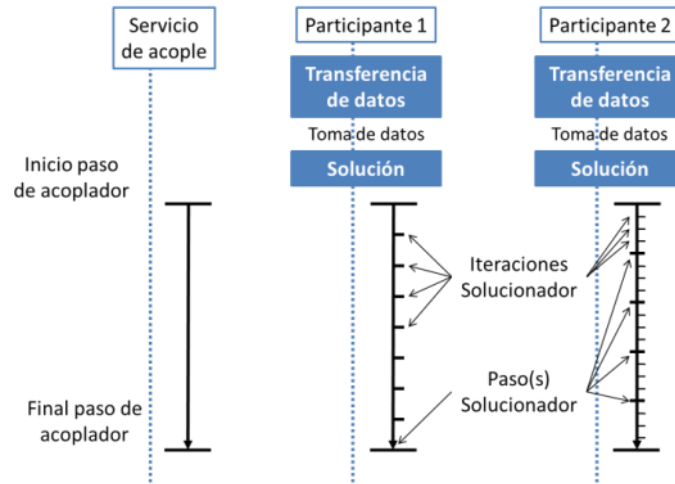 Servicio
de acople
Participante 1
Participante 2
Transferencia
de datos
Transferencia
de datos
Toma de datos
Toma de datos
Solución
Solución
Inicio paso
de acoplador
Iteraciones
Solucionador
Paso(s)
Solucionador
Final paso de
acoplador